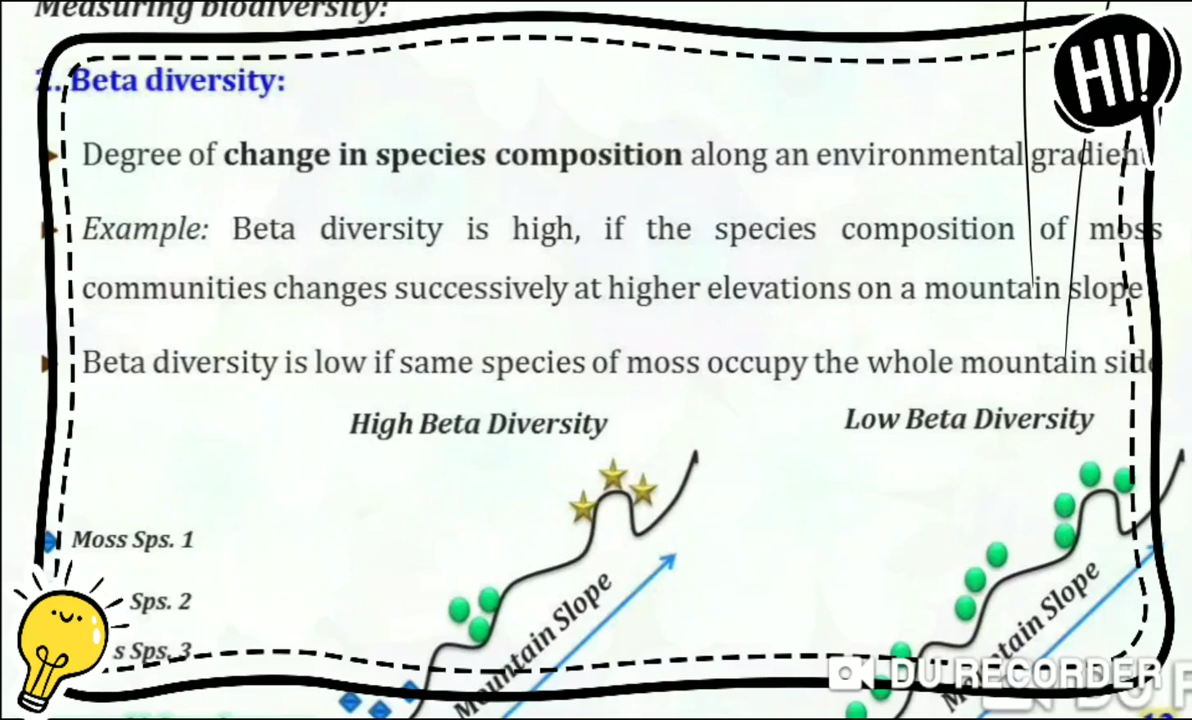 Measuring biodiversity:
2. Beta diversity:
Degree of change in species composition along an environmental gradient
Example: Beta diversity is high, if the species composition of moss
communities changes successively at higher elevations on a mountain slope
Beta diversity is low if same species of moss occupy the whole mountain side
High Beta Diversity
Low Beta Diversity
Moss Sps. 1
Sps. 2
s Sps. 3
Mountain Slope
Mountain Slope
HI!
DU RECORDER